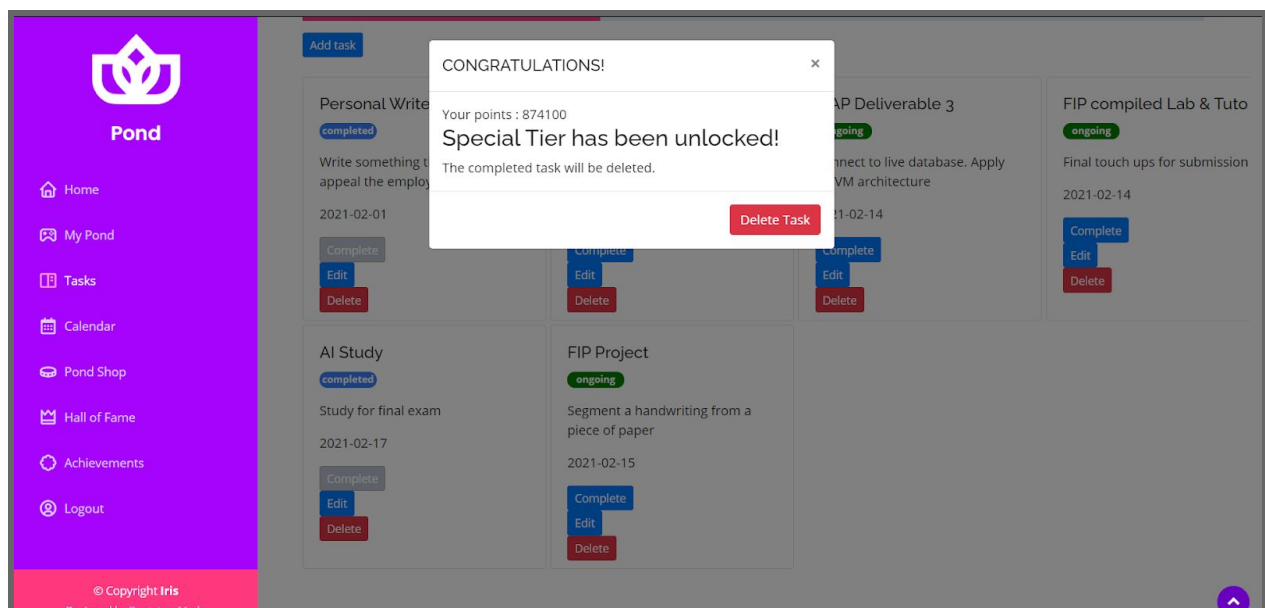 Pond
Home
My Pond
Tasks
Calendar
Pond Shop
Hall of Fame
Achievements
Logout
© Copyright Iris
Add task
CONGRATULATIONS!
×
Your points : 874100
Special Tier has been unlocked!
The completed task will be deleted.
Delete Task
Personal Write
completed
Write something t
appeal the employ
2021-02-01
Complete
Edit
Delete
Complete
Edit
Delete
AP Deliverable 3
going
nnect to live database. Apply
VM architecture
21-02-14
Complete
Edit
Delete
FIP compiled Lab & Tuto
ongoing
Final touch ups for submission
2021-02-14
Complete
Edit
Delete
AI Study
completed
Study for final exam
2021-02-17
Complete
Edit
Delete
FIP Project
ongoing
Segment a handwriting from a
piece of paper
2021-02-15
Complete
Edit
Delete